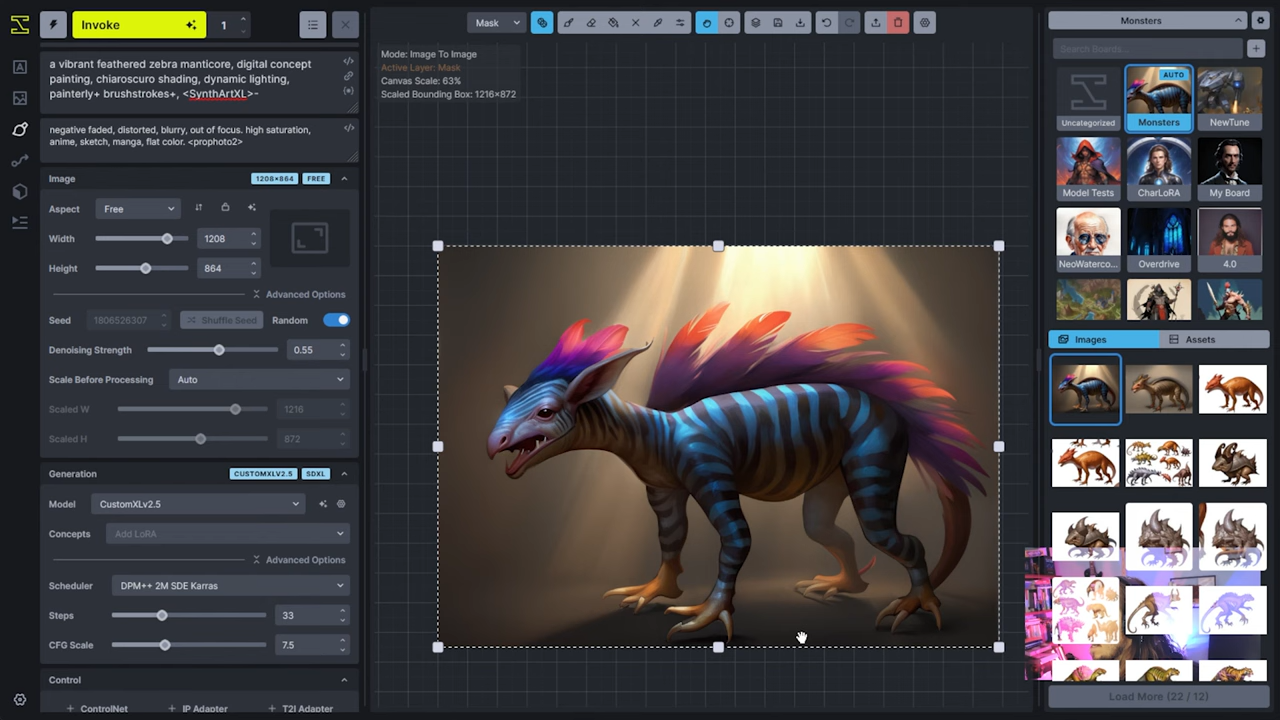 Invoke
1
a vibrant feathered zebra manticore, digital concept
painting, chiaroscuro shading, dynamic lighting,
painterly+ brushstrokes+, <SynthArtXL>-
negative faded, distorted, blurry, out of focus. high saturation,
anime, sketch, manga, flat color. <prophoto2>
Image
1208×864
FREE
Aspect
Free
Width
1208
Height
864
Advanced Options
Seed
1806526307
Shuffle Seed
Random
Denoising Strength
0.55
Scale Before Processing
Auto
Scaled W
1216
Scaled H
872
Generation
CUSTOMXLV2.5
SDXL
Model
CustomXLv2.5
Concepts
Add LoRA
Advanced Options
Scheduler
DPM++ 2M SDE Karras
Steps
33
CFG Scale
7.5
Control
+ ControlNet
+ IP Adapter
+ T2I Adapter
Mask
Mode: Image To Image
Active Layer: Mask
Canvas Scale: 63%
Scaled Bounding Box: 1216×872
Monsters
Search Boards...
AUTO
Uncategorized
Monsters
NewTune
Model Tests
CharLoRA
My Board
NeoWaterco...
Overdrive
4.0
Images
Assets
Load More (22 / 12)